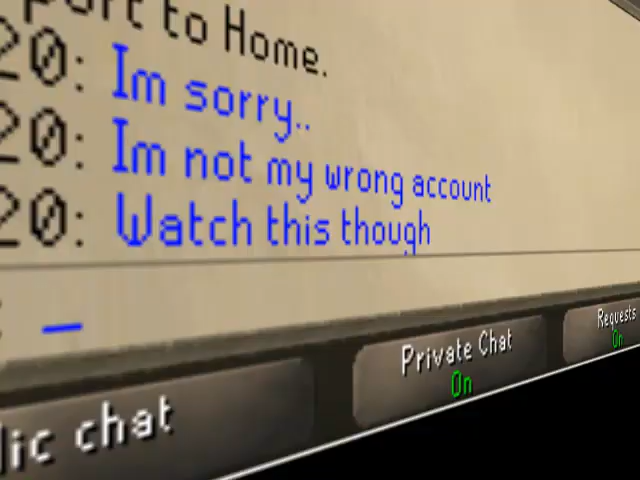 port to Home.
20: Im sorry..
20: Im not my wrong account
20: Watch this though
: _
Private Chat
On
Requests
On
lic chat